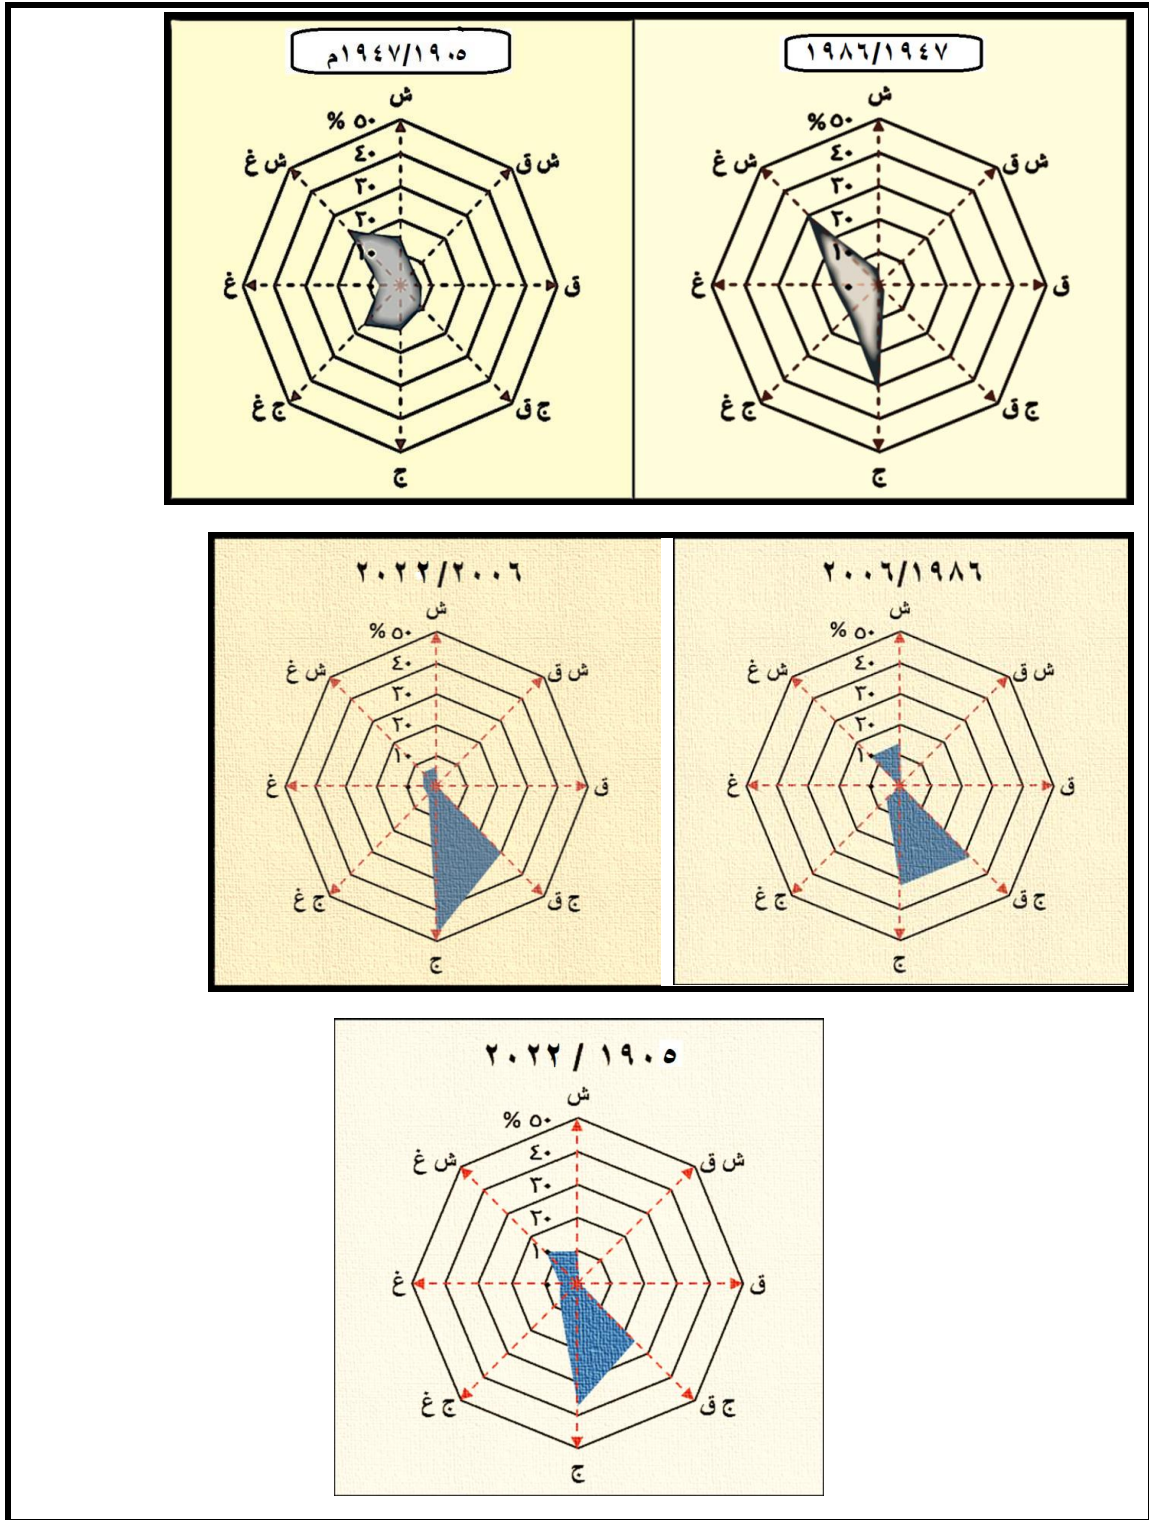 ١٩٤٧/١٩٠٥م
ش
% ٥٠
ش غ
ش ق
٤٠
٣٠
٢٠
١٠
غ
ق
ج غ
ج ق
ج
١٩٨٦/١٩٤٧
ش
% ٥٠
ش غ
ش ق
٤٠
٣٠
٢٠
١٠
غ
ق
ج غ
ج ق
ج
٢٠٢٢/٢٠٠٦
ش
% ٥٠
ش غ
ش ق
٤٠
٣٠
٢٠
١٠
غ
ق
ج غ
ج ق
ج
٢٠٠٦/١٩٨٦
ش
% ٥٠
ش غ
ش ق
٤٠
٣٠
٢٠
١٠
غ
ق
ج غ
ج ق
ج
٢٠٢٢ / ١٩٠٥
ش
% ٥٠
ش غ
ش ق
٤٠
٣٠
٢٠
١٠
غ
ق
ج غ
ج ق
ج